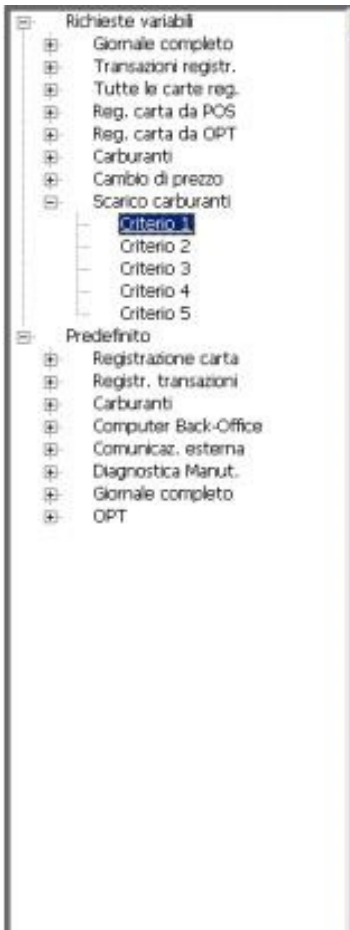 Richieste variabili
Giornale completo
Transazioni registr.
Tutte le carte reg.
Reg. carta da POS
Reg. carta da OPT
Carburanti
Cambio di prezzo
Scarico carburanti
Criterio 1
Criterio 2
Criterio 3
Criterio 4
Criterio 5
Predefinito
Registrazione carta
Registr. transazioni
Carburanti
Computer Back-Office
Comunicaz. esterna
Diagnostica Manut.
Giornale completo
OPT